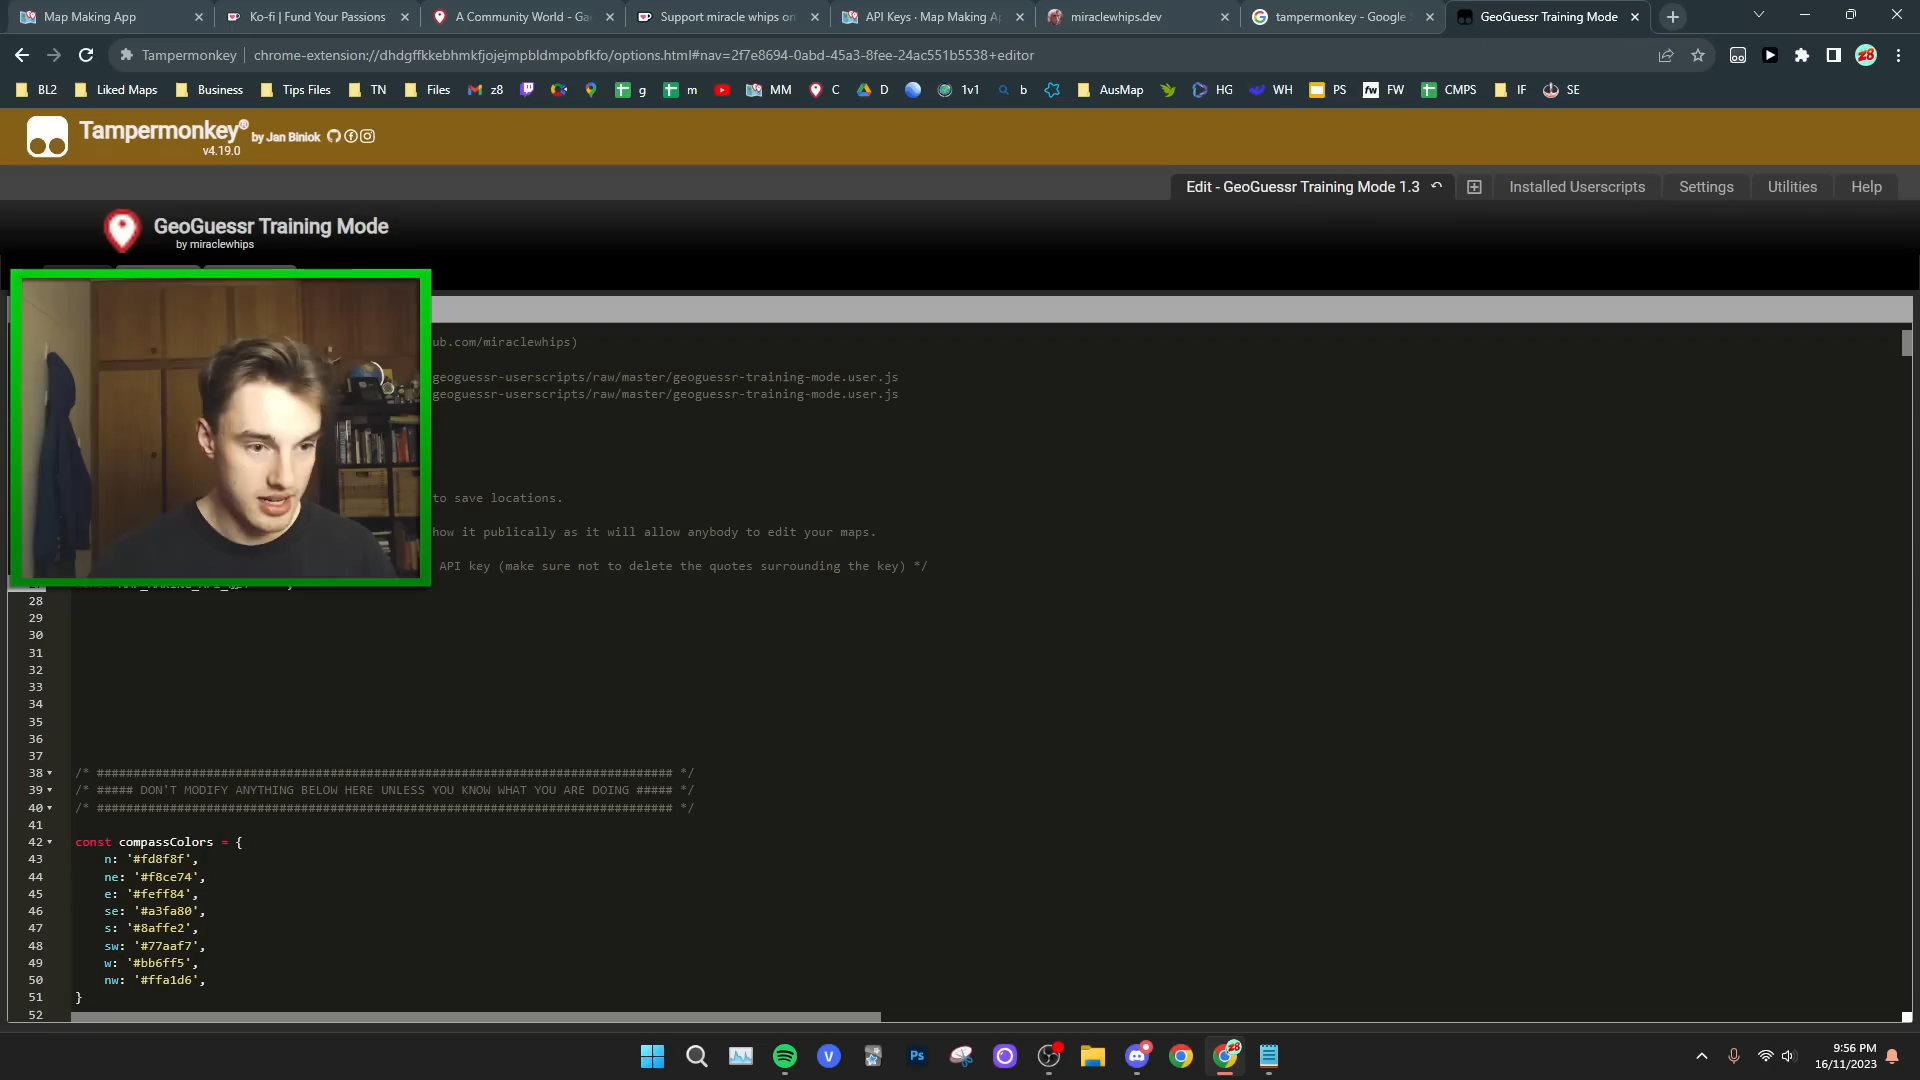 Map Making App
Ko-fi | Fund Your Passions
A Community World - Ga
Support miracle whips on
API Keys · Map Making Ap
miraclewhips.dev
tampermonkey - Google
GeoGuessr Training Mode
Tampermonkey
chrome-extension://dhdgffkkebhmkfjojejmpbldmpobfkfo/options.html#nav=2f7e8694-0abd-45a3-8fee-24ac551b5538+editor
BL2
Liked Maps
Business
Tips Files
TN
Files
z8
g
m
MM
C
D
1v1
b
AusMap
HG
WH
PS
FW
CMPS
IF
SE
Tampermonkey® by Jan Biniok
v4.19.0
Edit - GeoGuessr Training Mode 1.3
Installed Userscripts
Settings
Utilities
Help
GeoGuessr Training Mode
by miraclewhips
ub.com/miraclewhips)
geoguessr-userscripts/raw/master/geoguessr-training-mode.user.js
geoguessr-userscripts/raw/master/geoguessr-training-mode.user.js
to save locations.
how it publically as it will allow anybody to edit your maps.
API key (make sure not to delete the quotes surrounding the key) */
28
29
30
31
32
33
34
35
36
37
38 /* ############################################################################### */
39 /* ##### DON'T MODIFY ANYTHING BELOW HERE UNLESS YOU KNOW WHAT YOU ARE DOING ##### */
40 /* ############################################################################### */
41
42 const compassColors = {
43 n: '#fd8f8f',
44 ne: '#f8ce74',
45 e: '#feff84',
46 se: '#a3fa80',
47 s: '#8affe2',
48 sw: '#77aaf7',
49 w: '#bb6ff5',
50 nw: '#ffa1d6',
51 }
52
9:56 PM
16/11/2023